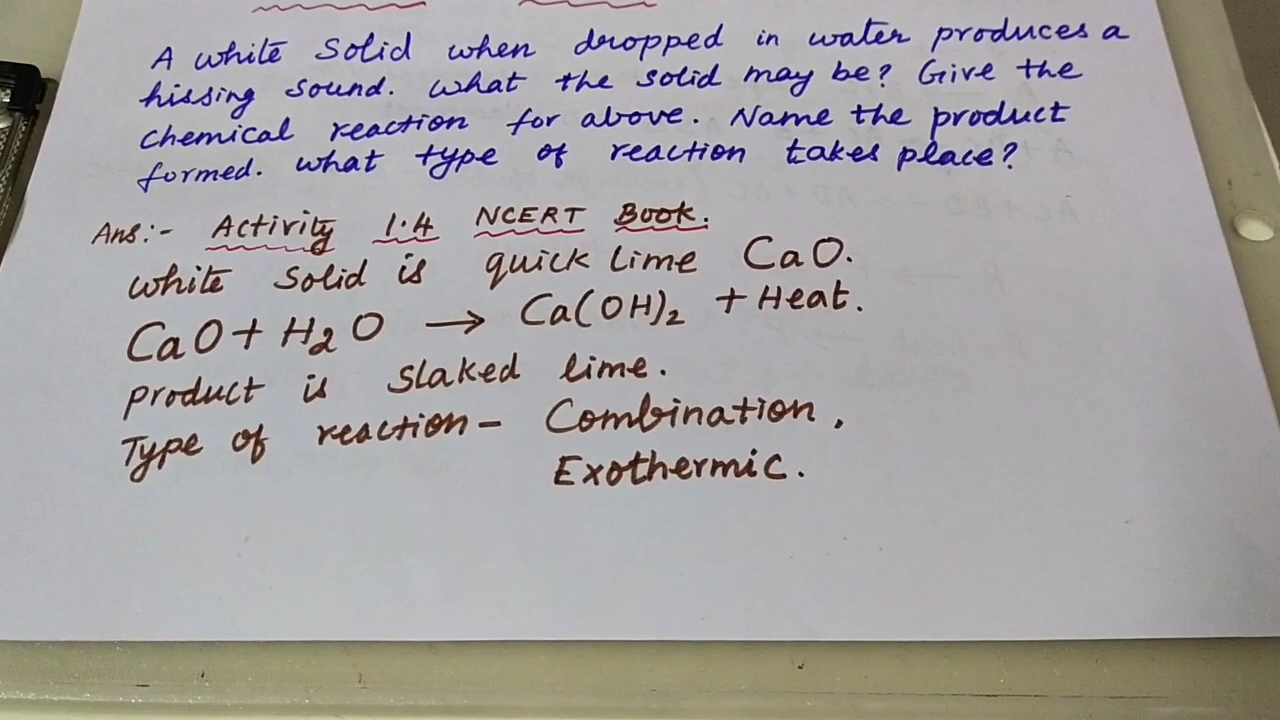 A white Solid when dropped in water produces a
hissing sound. what the solid may be? Give the
chemical reaction for above. Name the product
formed. what type of reaction takes place?
Ans:- Activity 1.4 NCERT Book.
white Solid is quick lime CaO.
CaO + H₂O → Ca(OH)₂ + Heat.
product is slaked lime.
Type of reaction - Combination,
Exothermic.